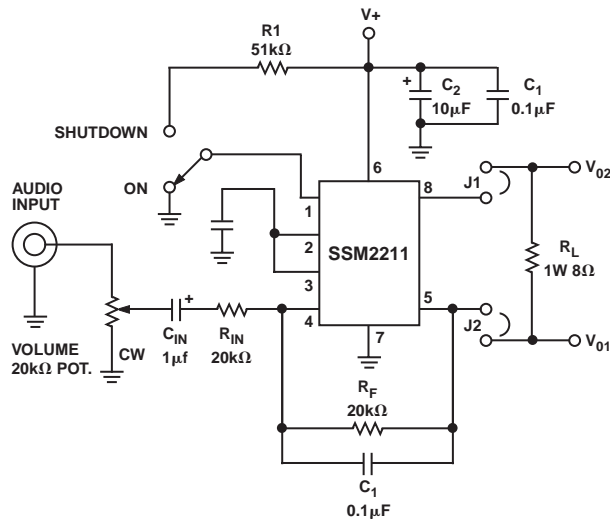 V+
R1
51kΩ
C2
10μF
C1
0.1μF
+
SHUTDOWN
ON
AUDIO
INPUT
6
8
J1
V02
1
2
3
4
SSM2211
5
7
J2
RL
1W 8Ω
V01
+
CIN
1μf
RIN
20kΩ
VOLUME
20kΩ POT.
CW
RF
20kΩ
C1
0.1μF